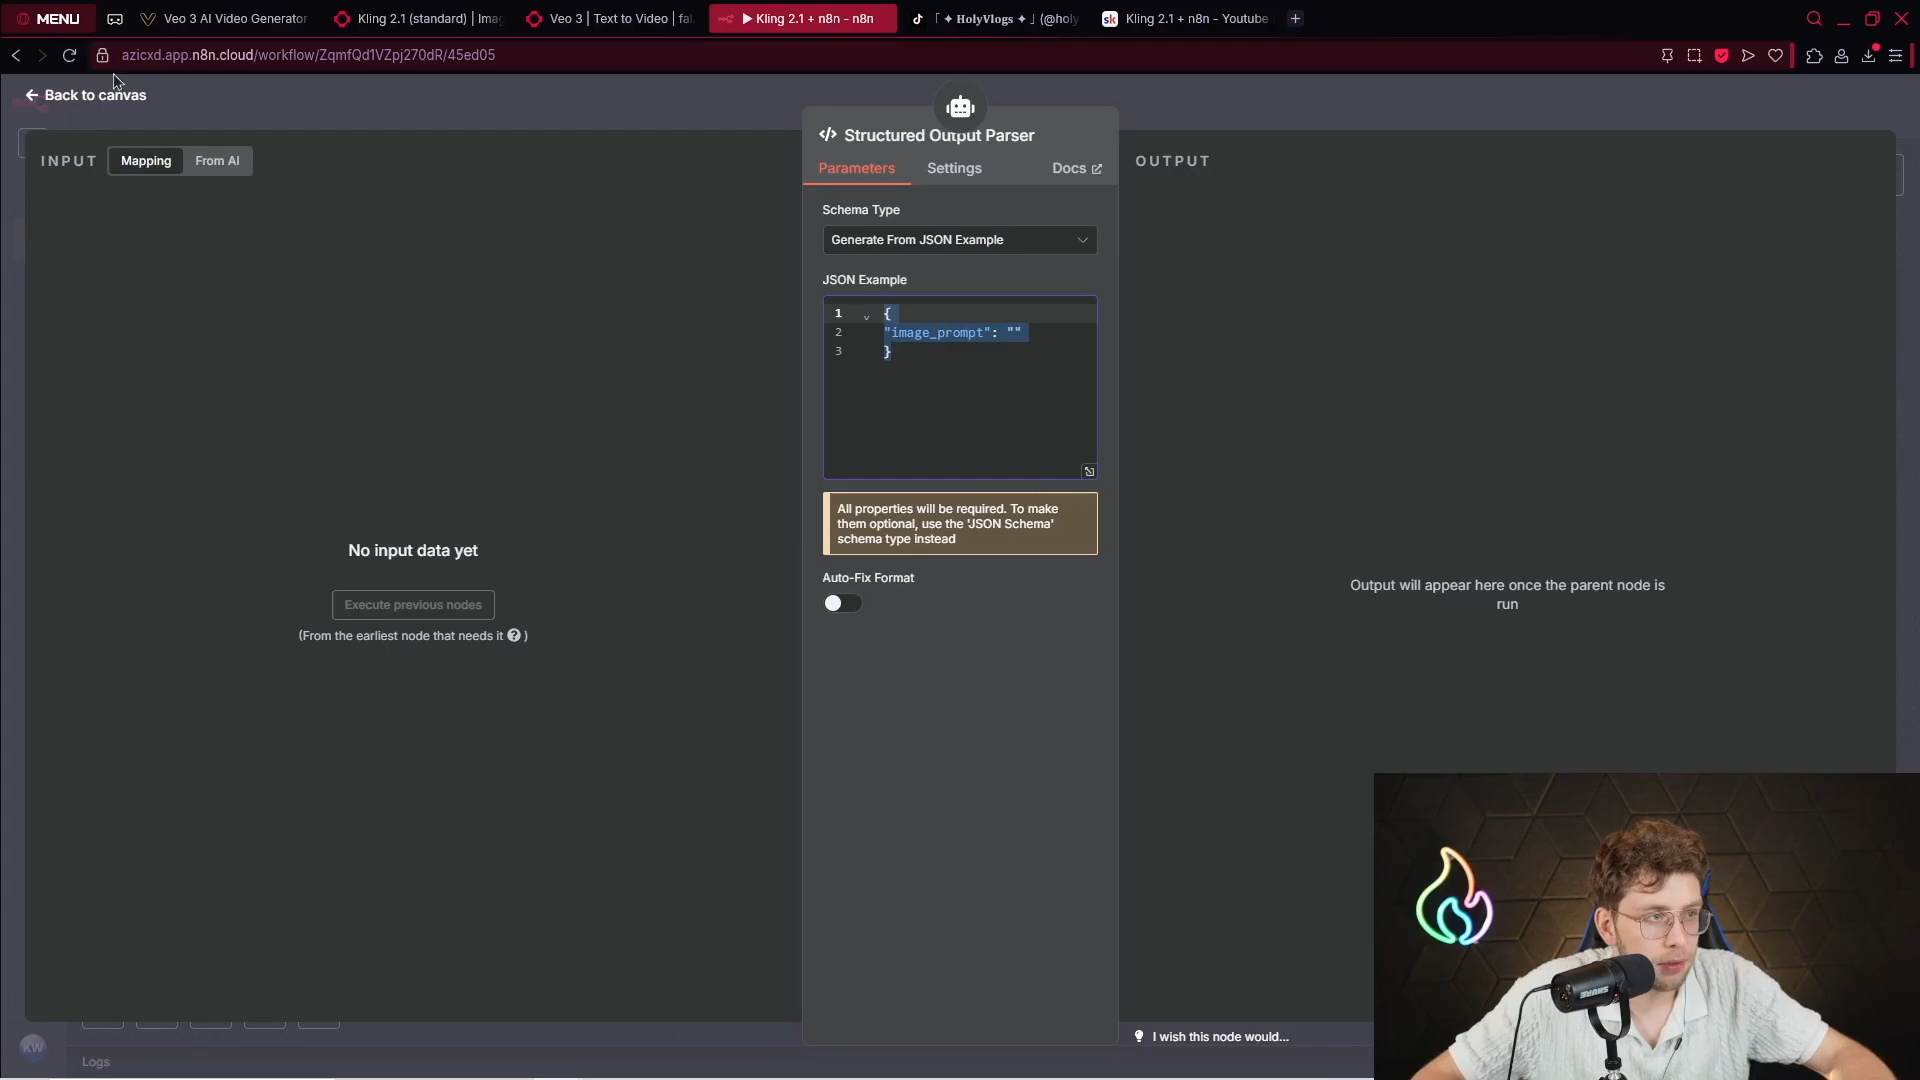 MENU
Veo 3 AI Video Generator
Kling 2.1 (standard) | Imag
Veo 3 | Text to Video | fal.
▶ Kling 2.1 + n8n - n8n
「 ✦ HolyVlogs ✦ 」(@holy
sk
Kling 2.1 + n8n - Youtube
azicxd.app.n8n.cloud/workflow/ZqmfQd1VZpj270dR/45ed05
Back to canvas
INPUT
Mapping
From AI
Structured Output Parser
Parameters
Settings
Docs
OUTPUT
Schema Type
Generate From JSON Example
JSON Example
1 {
2 "image_prompt": ""
3 }
All properties will be required. To make
them optional, use the 'JSON Schema'
schema type instead
Auto-Fix Format
No input data yet
Execute previous nodes
(From the earliest node that needs it ? )
Output will appear here once the parent node is
run
I wish this node would...
KW
Logs
SHURE